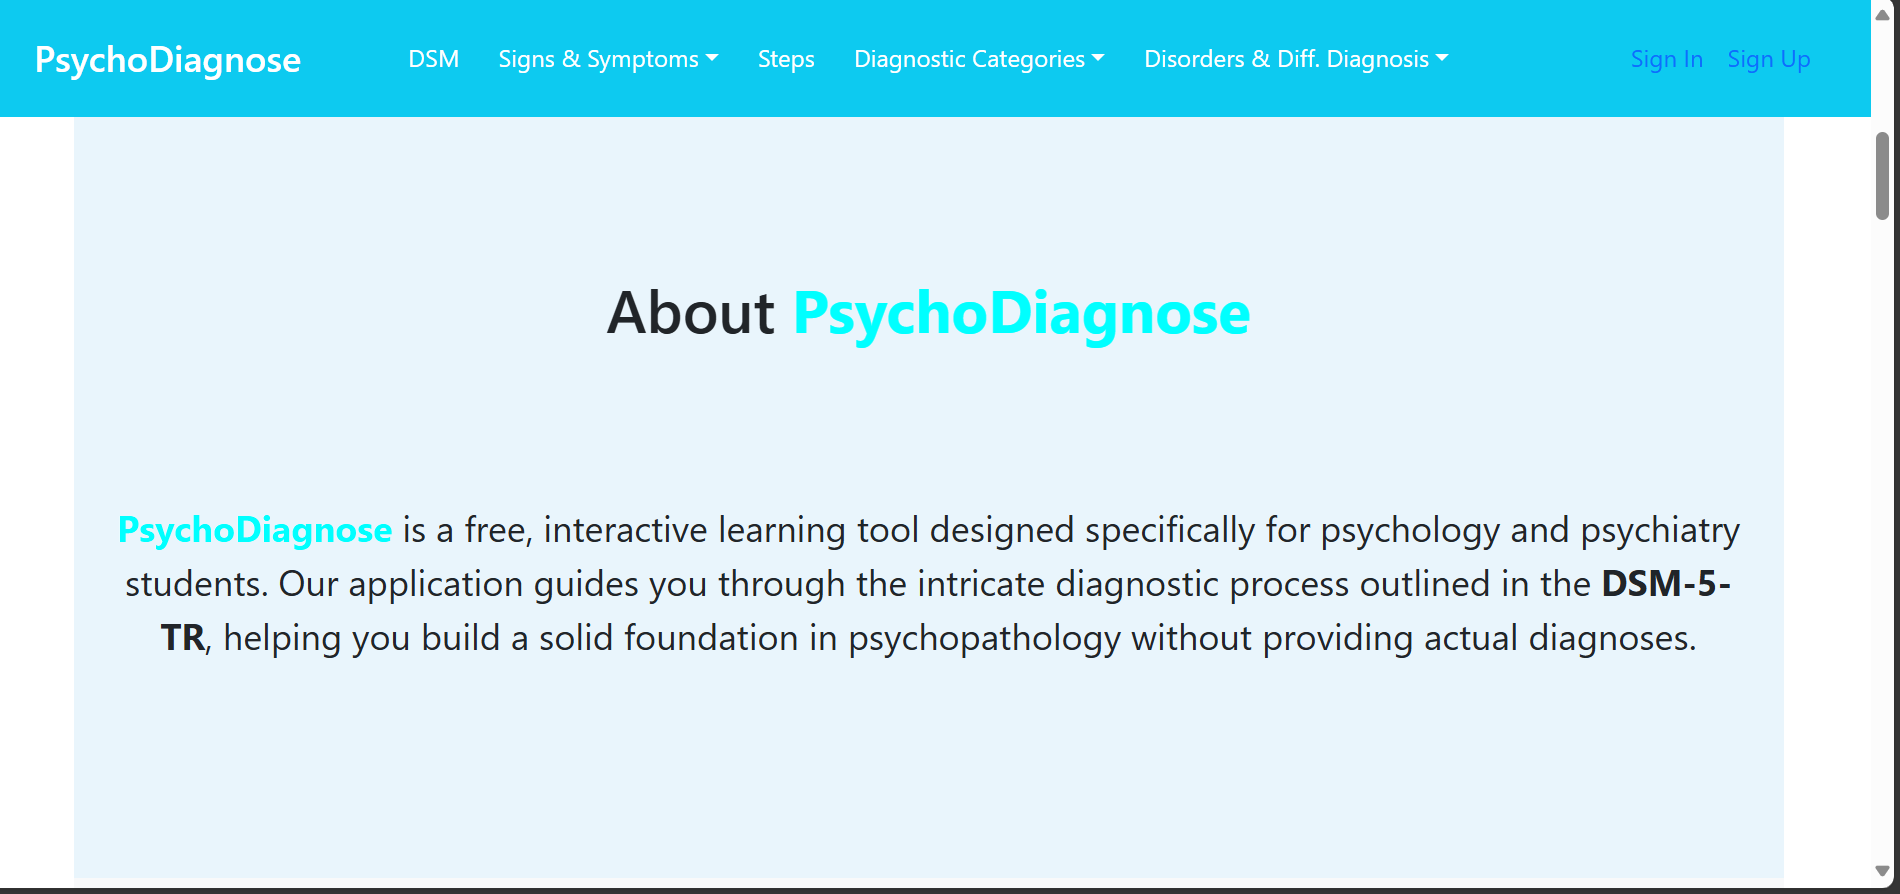 PsychoDiagnose DSM Signs & Symptoms Steps Diagnostic Categories Disorders & Diff. Diagnosis Sign In Sign Up
About PsychoDiagnose
PsychoDiagnose is a free, interactive learning tool designed specifically for psychology and psychiatry
students. Our application guides you through the intricate diagnostic process outlined in the DSM-5-
TR, helping you build a solid foundation in psychopathology without providing actual diagnoses.